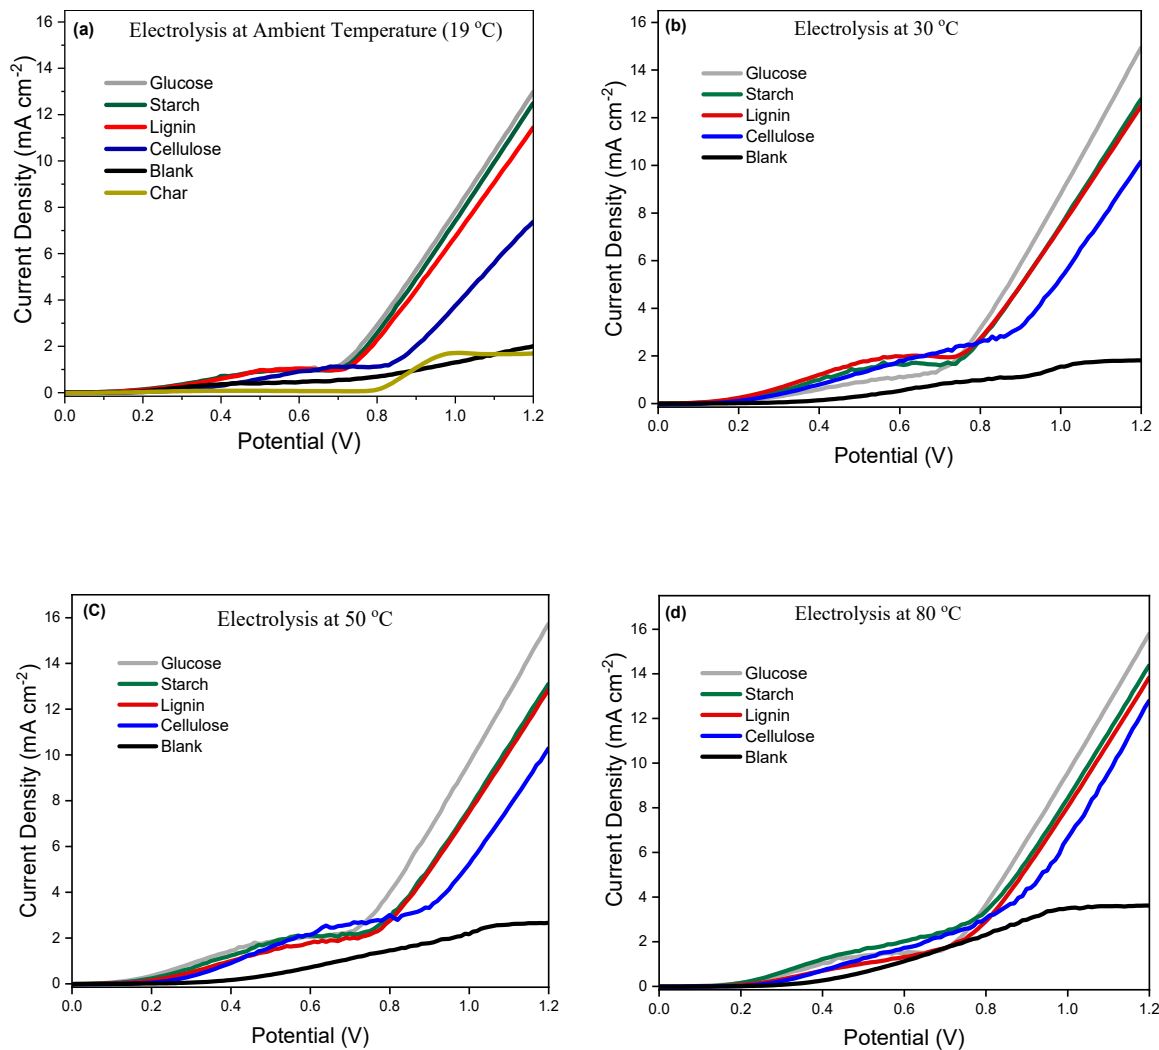 (a) Electrolysis at Ambient Temperature (19 °C)
Glucose
Starch
Lignin
Cellulose
Blank
Char
Current Density (mA cm⁻²)
16
14
12
10
8
6
4
2
0
0.0 0.2 0.4 0.6 0.8 1.0 1.2
Potential (V)
(b) Electrolysis at 30 °C
Glucose
Starch
Lignin
Cellulose
Blank
Current Density (mA cm⁻²)
16
14
12
10
8
6
4
2
0
0.0 0.2 0.4 0.6 0.8 1.0 1.2
Potential (V)
(C) Electrolysis at 50 °C
Glucose
Starch
Lignin
Cellulose
Blank
Current Density (mA cm⁻²)
16
14
12
10
8
6
4
2
0
0.0 0.2 0.4 0.6 0.8 1.0 1.2
Potential (V)
(d) Electrolysis at 80 °C
Glucose
Starch
Lignin
Cellulose
Blank
Current Density (mA cm⁻²)
16
14
12
10
8
6
4
2
0
0.0 0.2 0.4 0.6 0.8 1.0 1.2
Potential (V)